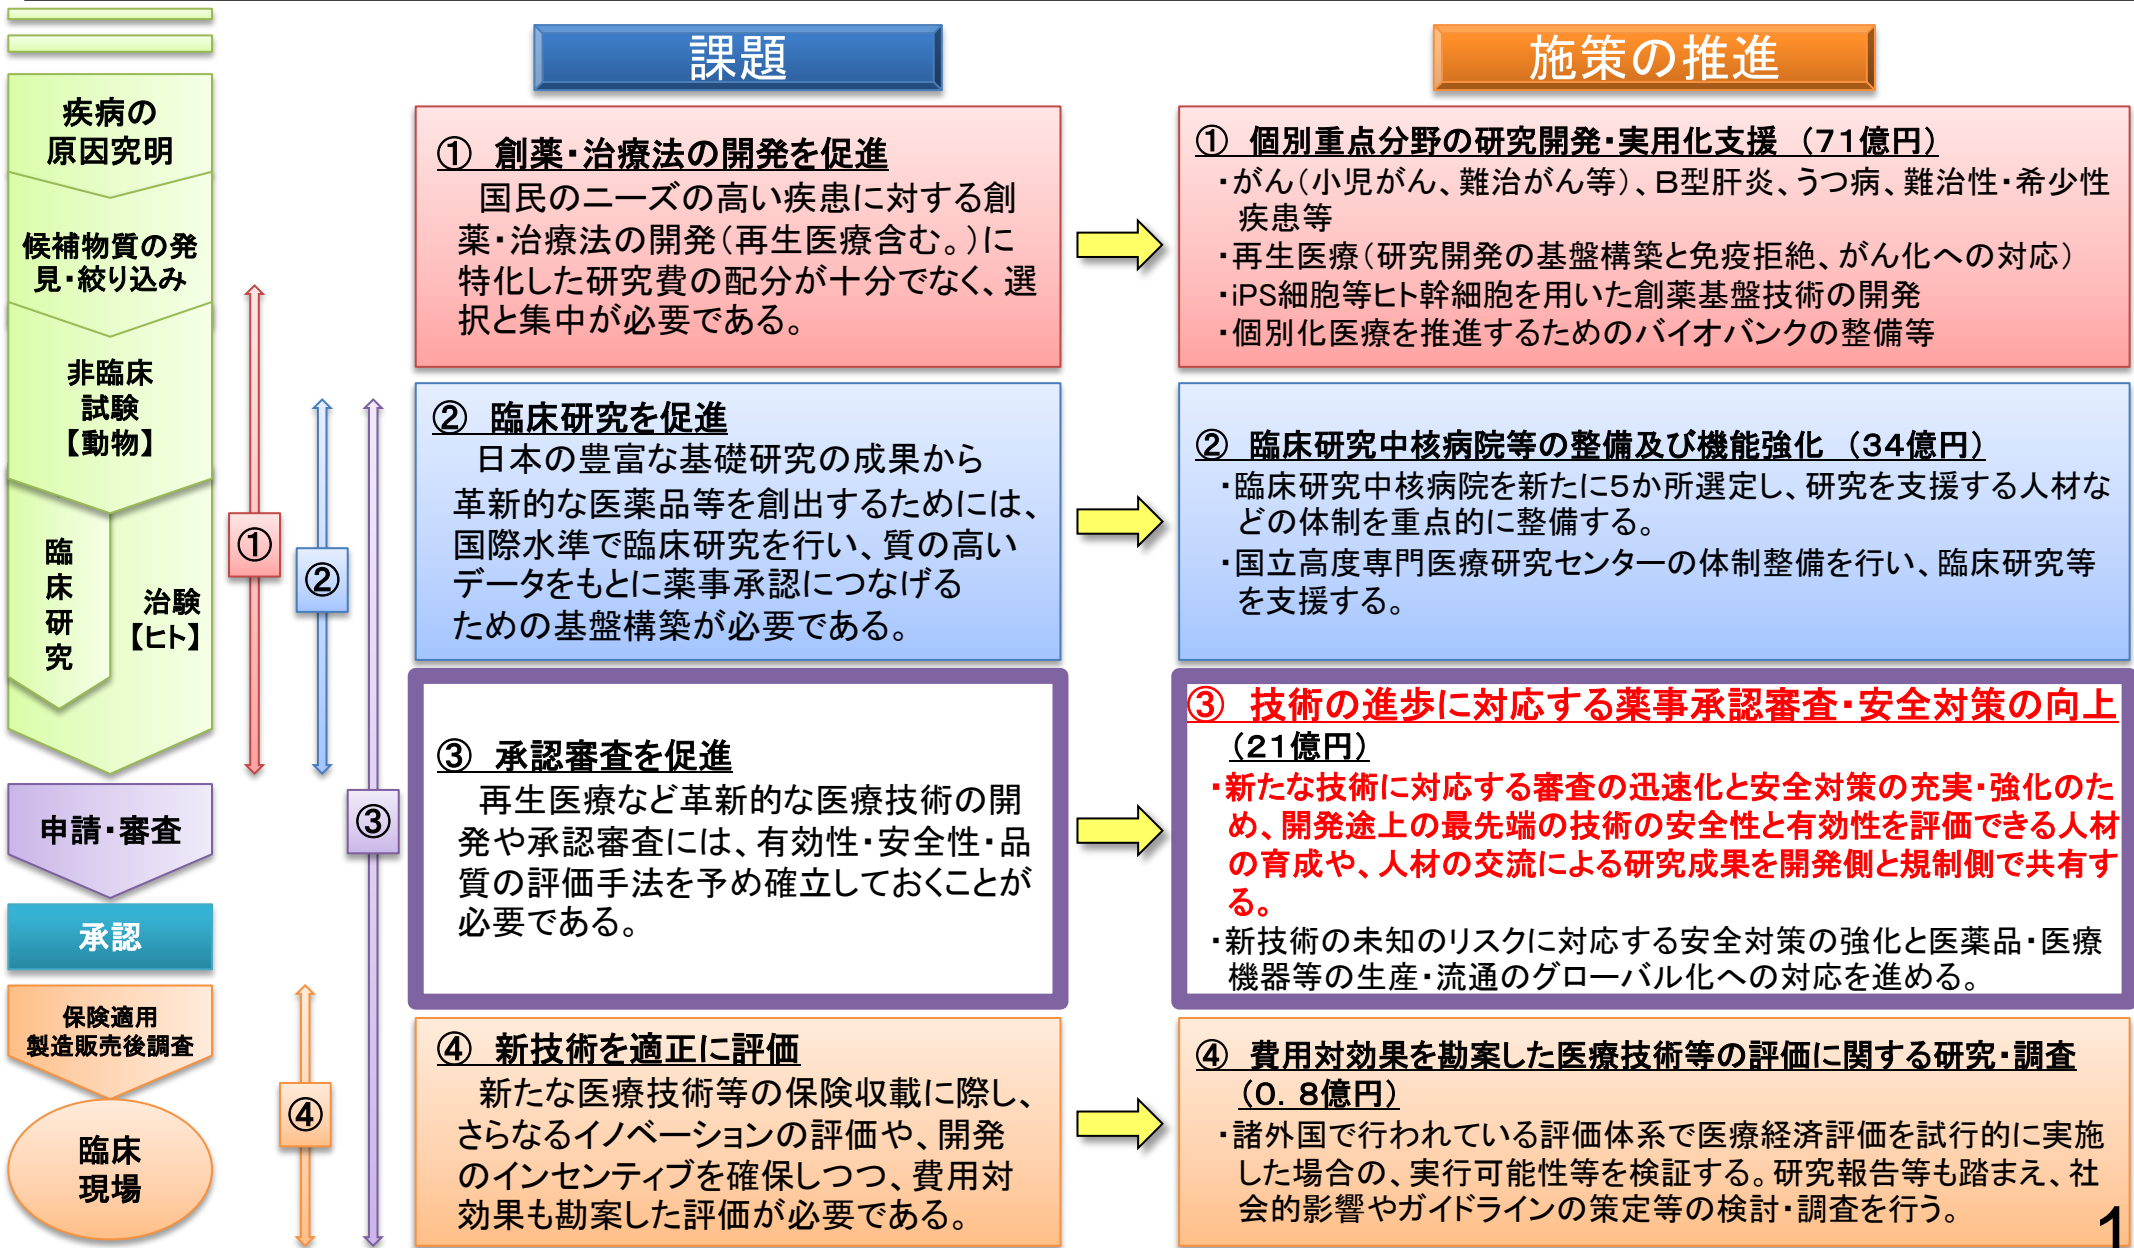 課題
施策の推進
疾病の
原因究明
候補物質の発
見・絞り込み
非臨床
試験
【動物】
臨
床
研
究
治験
【ヒト】
申請・審査
承認
保険適用
製造販売後調査
臨床
現場
①
②
③
④
① 創薬・治療法の開発を促進
国民のニーズの高い疾患に対する創
薬・治療法の開発(再生医療含む。)に
特化した研究費の配分が十分でなく、選
択と集中が必要である。
① 個別重点分野の研究開発・実用化支援 (71億円)
・がん(小児がん、難治がん等)、B型肝炎、うつ病、難治性・希少性
疾患等
・再生医療(研究開発の基盤構築と免疫拒絶、がん化への対応)
・iPS細胞等ヒト幹細胞を用いた創薬基盤技術の開発
・個別化医療を推進するためのバイオバンクの整備等
② 臨床研究を促進
日本の豊富な基礎研究の成果から
革新的な医薬品等を創出するためには、
国際水準で臨床研究を行い、質の高い
データをもとに薬事承認につなげる
ための基盤構築が必要である。
② 臨床研究中核病院等の整備及び機能強化 (34億円)
・臨床研究中核病院を新たに5か所選定し、研究を支援する人材な
どの体制を重点的に整備する。
・国立高度専門医療研究センターの体制整備を行い、臨床研究等
を支援する。
③ 承認審査を促進
再生医療など革新的な医療技術の開
発や承認審査には、有効性・安全性・品
質の評価手法を予め確立しておくことが
必要である。
③ 技術の進歩に対応する薬事承認審査・安全対策の向上
(21億円)
・新たな技術に対応する審査の迅速化と安全対策の充実・強化のた
め、開発途上の最先端の技術の安全性と有効性を評価できる人材
の育成や、人材の交流による研究成果を開発側と規制側で共有す
る。
・新技術の未知のリスクに対応する安全対策の強化と医薬品・医療
機器等の生産・流通のグローバル化への対応を進める。
④ 新技術を適正に評価
新たな医療技術等の保険収載に際し、
さらなるイノベーションの評価や、開発
のインセンティブを確保しつつ、費用対
効果も勘案した評価が必要である。
④ 費用対効果を勘案した医療技術等の評価に関する研究・調査
(0.8億円)
・諸外国で行われている評価体系で医療経済評価を試行的に実施
した場合の、実行可能性等を検証する。研究報告等も踏まえ、社
会的影響やガイドラインの策定等の検討・調査を行う。
1